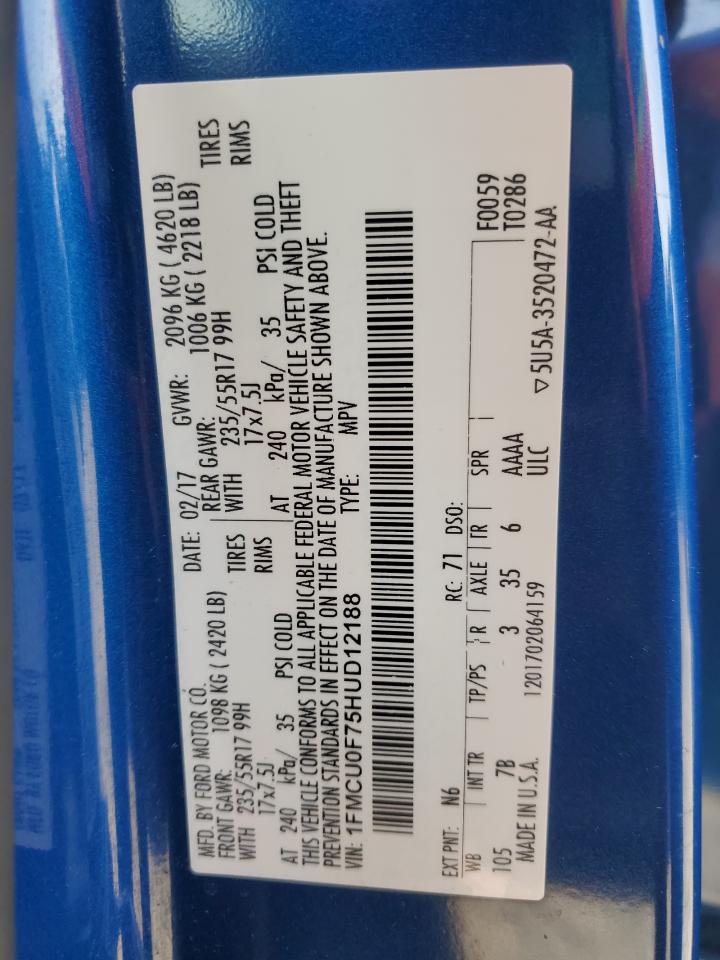 MFD. BY FORD MOTOR CO.
DATE: 02/17 GVWR: 2096 KG ( 4620 LB)
FRONT GAWR: 1098 KG ( 2420 LB) REAR GAWR: 1006 KG ( 2218 LB)
WITH 235/55R17 99H TIRES WITH 235/55R17 99H TIRES
17x7.5J RIMS 17x7.5J RIMS
AT 240 kPa/ 35 PSI COLD AT 240 kPa/ 35 PSI COLD
THIS VEHICLE CONFORMS TO ALL APPLICABLE FEDERAL MOTOR VEHICLE SAFETY AND THEFT
PREVENTION STANDARDS IN EFFECT ON THE DATE OF MANUFACTURE SHOWN ABOVE.
VIN: 1FMCU0F75HUD12188 TYPE: MPV
EXT PNT: N6 RC: 71 DSO:
WB INT TR TP/PS R AXLE TR SPR F0059
105 7B 3 35 6 AAAA T0286
MADE IN U.S.A. ULC
1201702064159 ▽5U5A-3520472-AA